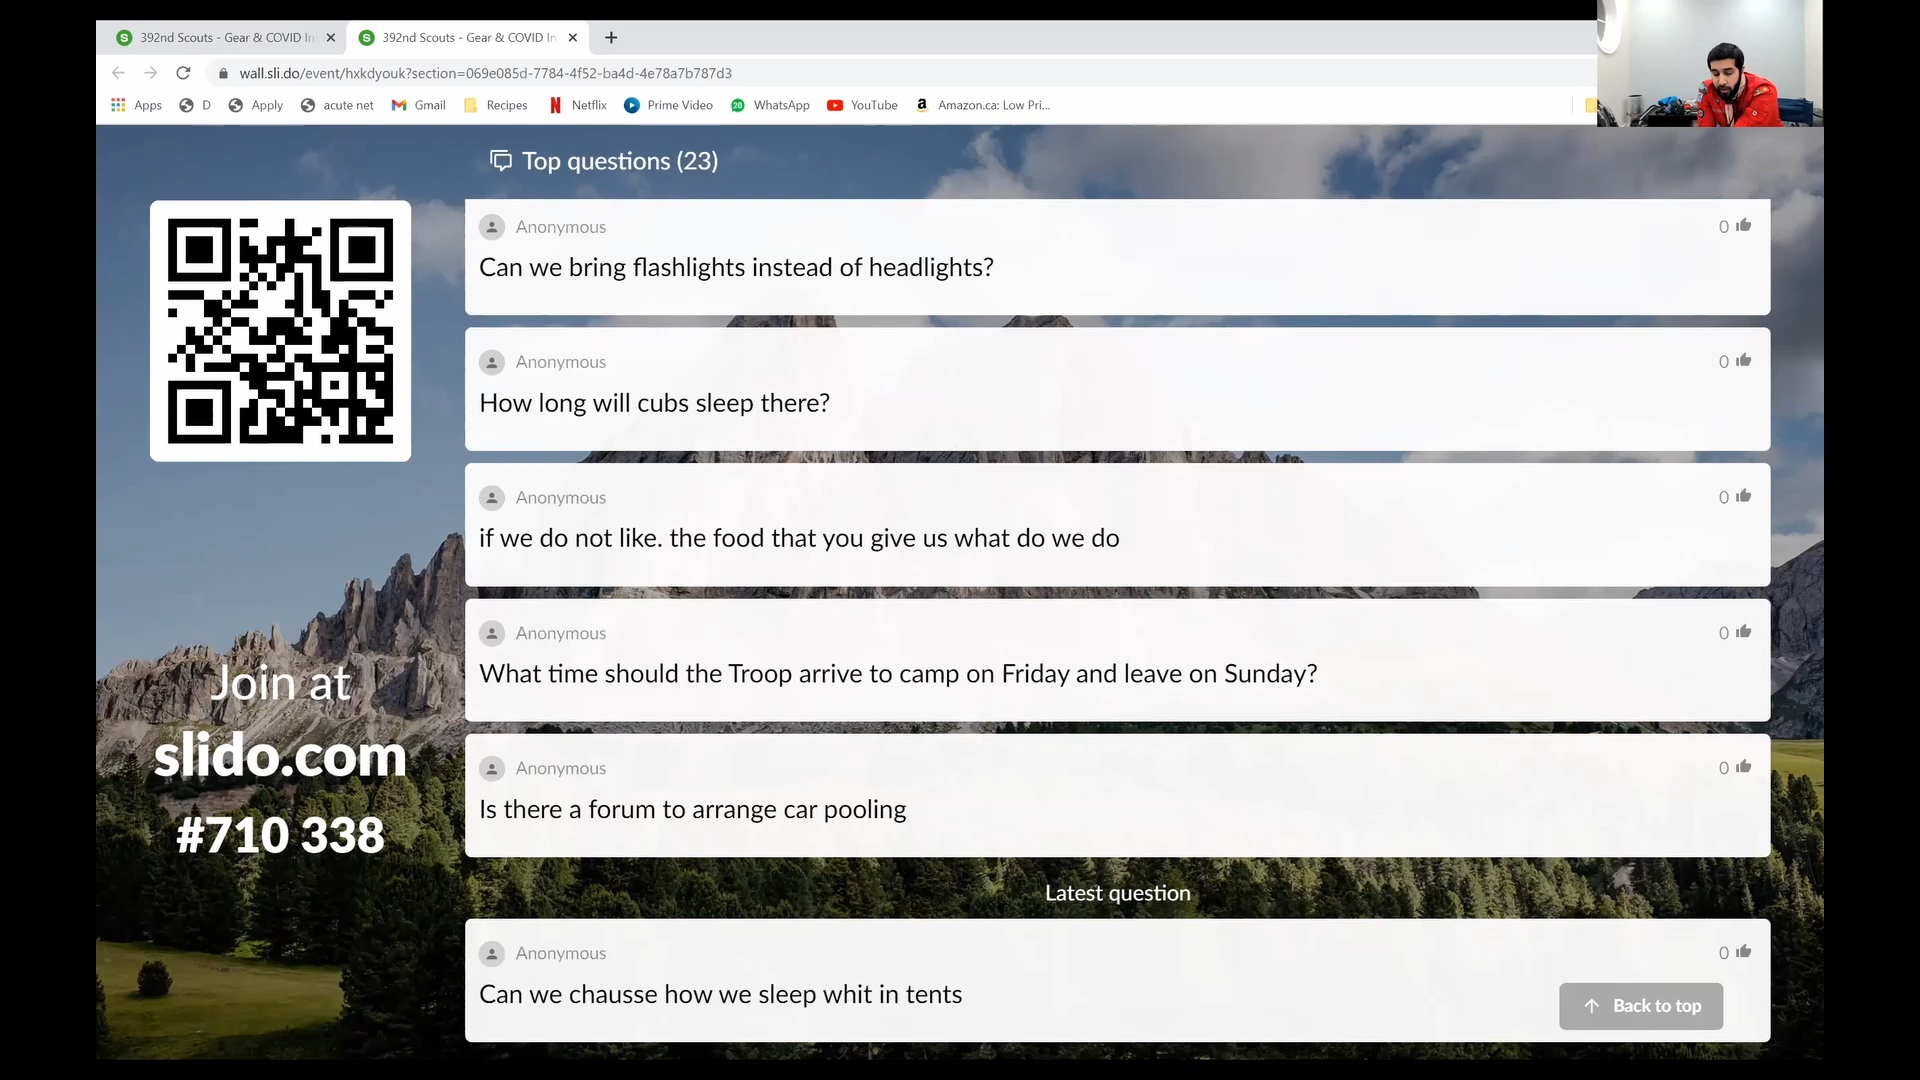 392nd Scouts - Gear & COVID In
392nd Scouts - Gear & COVID In
wall.sli.do/event/hxkdyouk?section=069e085d-7784-4f52-ba4d-4e78a7b787d3
Apps D Apply acute net Gmail Recipes Netflix Prime Video WhatsApp YouTube Amazon.ca: Low Pri...
Top questions (23)
Anonymous 0
Can we bring flashlights instead of headlights?
Anonymous 0
How long will cubs sleep there?
Anonymous 0
if we do not like. the food that you give us what do we do
Anonymous 0
What time should the Troop arrive to camp on Friday and leave on Sunday?
Anonymous 0
Is there a forum to arrange car pooling
Latest question
Anonymous 0
Can we chausse how we sleep whit in tents
Back to top
Join at
slido.com
#710 338